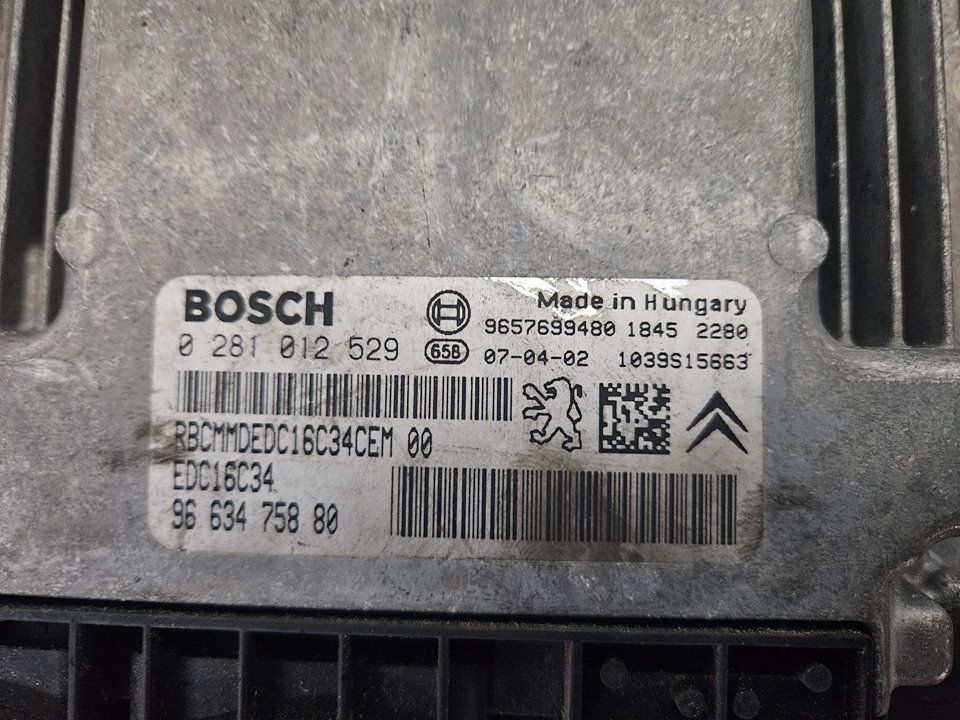 BOSCH
0 281 012 529
65B
Made in Hungary
9657699480 1845 2280
07-04-02 1039S15663
RBCMMDEDC16C34CEM 00
EDC16C34
96 634 758 80